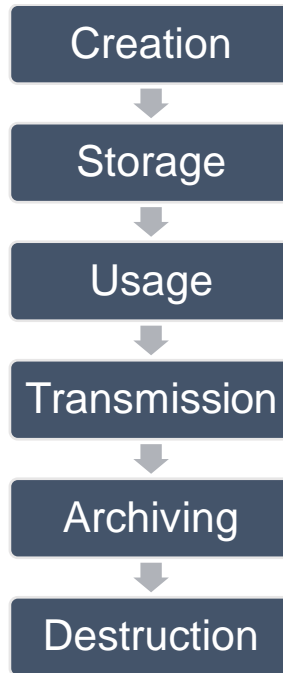 Creation
Storage
Usage
Transmission
Archiving
Destruction